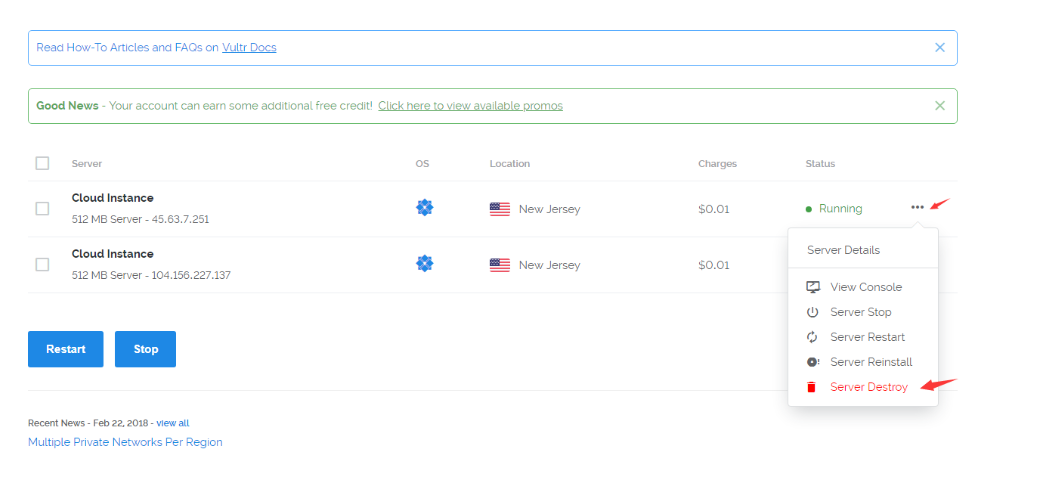 Read How-To Articles and FAQs on Vultr Docs
Good News - Your account can earn some additional free credit! Click here to view available promos
Server OS Location Charges Status
Cloud Instance
512 MB Server - 45.63.7.251
New Jersey $0.01 Running
Cloud Instance
512 MB Server - 104.156.227.137
New Jersey $0.01
Server Details
View Console
Server Stop
Server Restart
Server Reinstall
Server Destroy
Restart Stop
Recent News - Feb 22, 2018 - view all
Multiple Private Networks Per Region